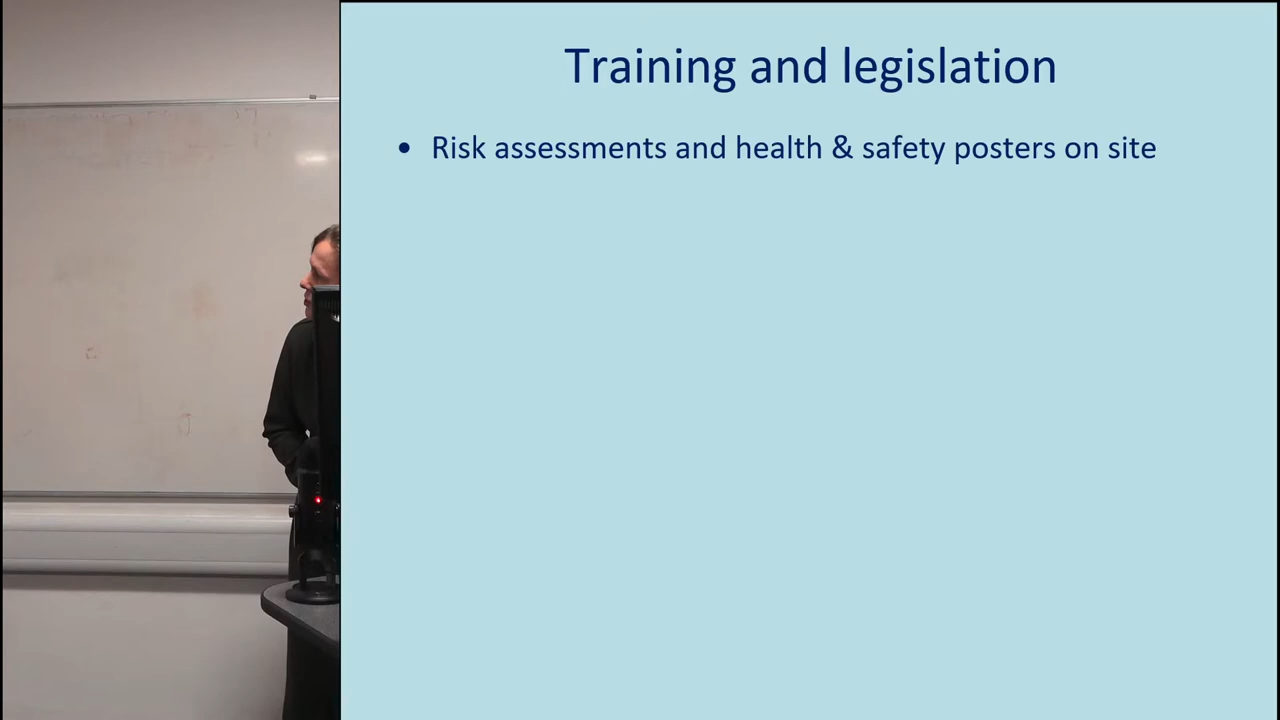 Training and legislation
• Risk assessments and health & safety posters on site